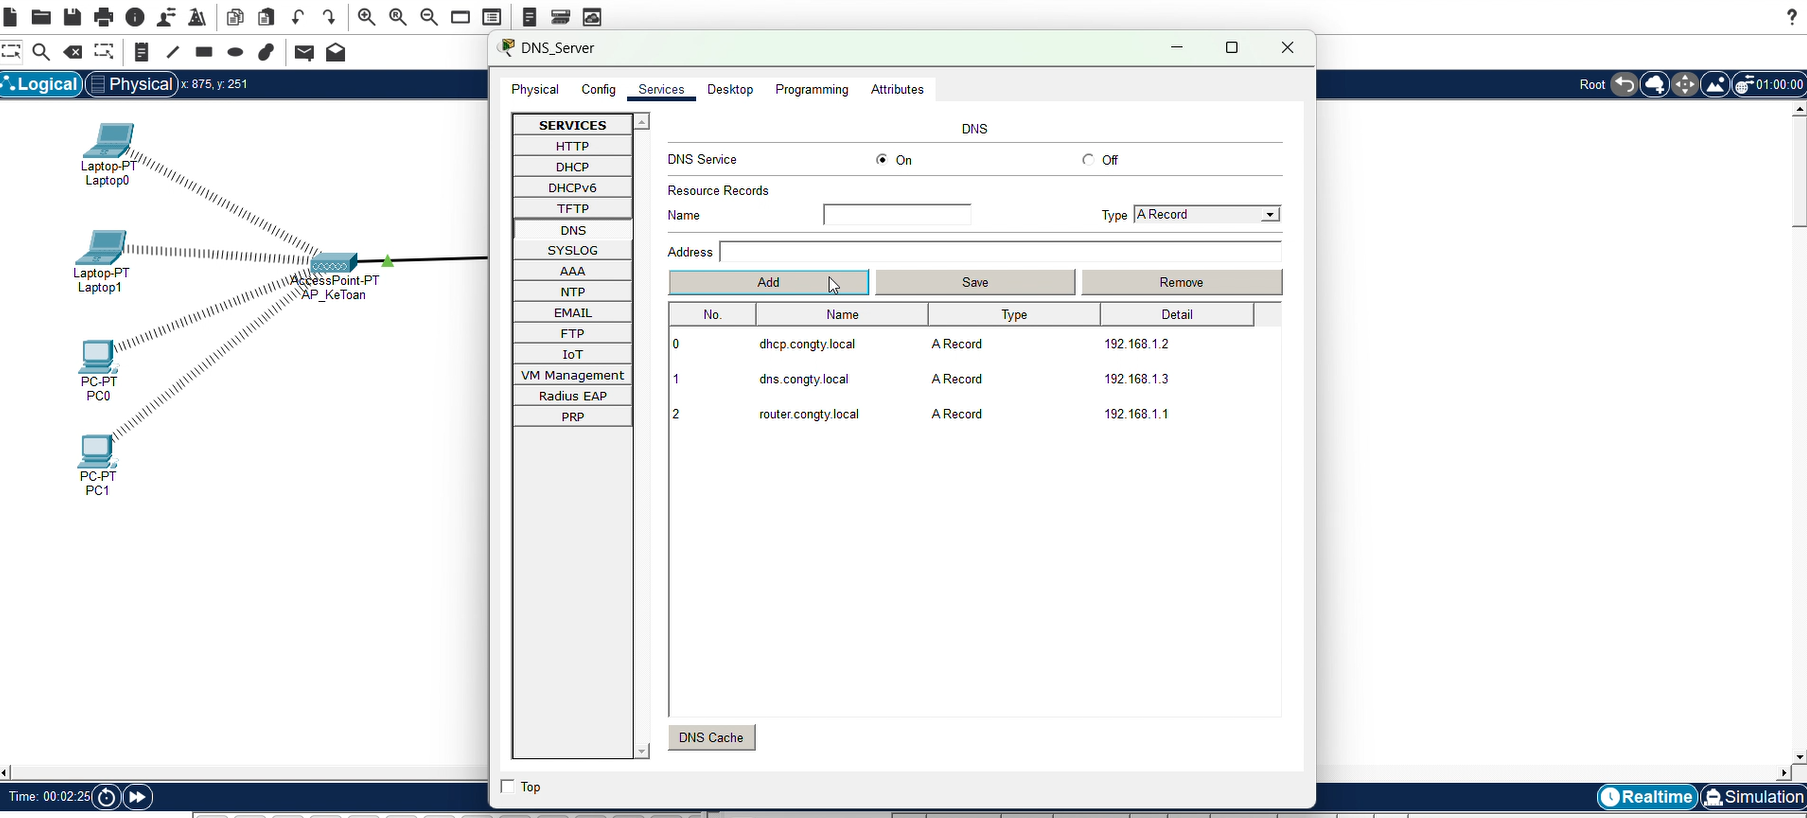 ?
DNS_Server
Logical
Physical
x: 875, y: 251
Root
01:00:00
Physical
Config
Services
Desktop
Programming
Attributes
SERVICES
HTTP
DHCP
DHCPv6
TFTP
DNS
SYSLOG
AAA
NTP
EMAIL
FTP
IoT
VM Management
Radius EAP
PRP
DNS
DNS Service
On
Off
Resource Records
Name
Type
A Record
Address
Add
Save
Remove
No. Name Type Detail
0 dhcp.congty.local A Record 192.168.1.2
1 dns.congty.local A Record 192.168.1.3
2 router.congty.local A Record 192.168.1.1
DNS Cache
Top
Laptop-PT
Laptop0
Laptop-PT
Laptop1
AccessPoint-PT
AP_KeToan
PC-PT
PC0
PC-PT
PC1
Time: 00:02:25
Realtime
Simulation